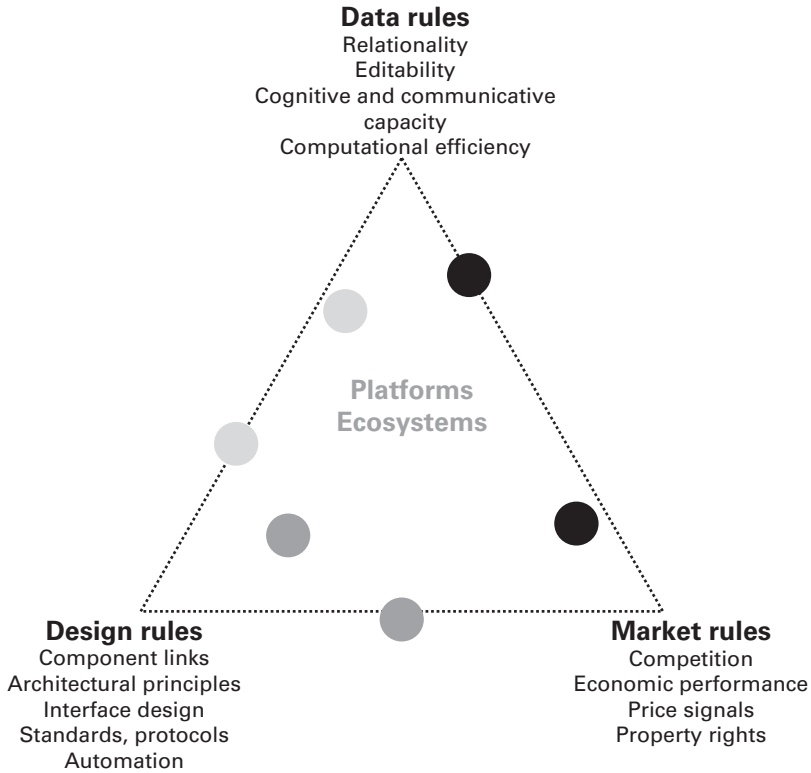 Data rules
Relationality
Editability
Cognitive and communicative
capacity
Computational efficiency
Platforms
Ecosystems
Design rules
Component links
Architectural principles
Interface design
Standards, protocols
Automation
Market rules
Competition
Economic performance
Price signals
Property rights